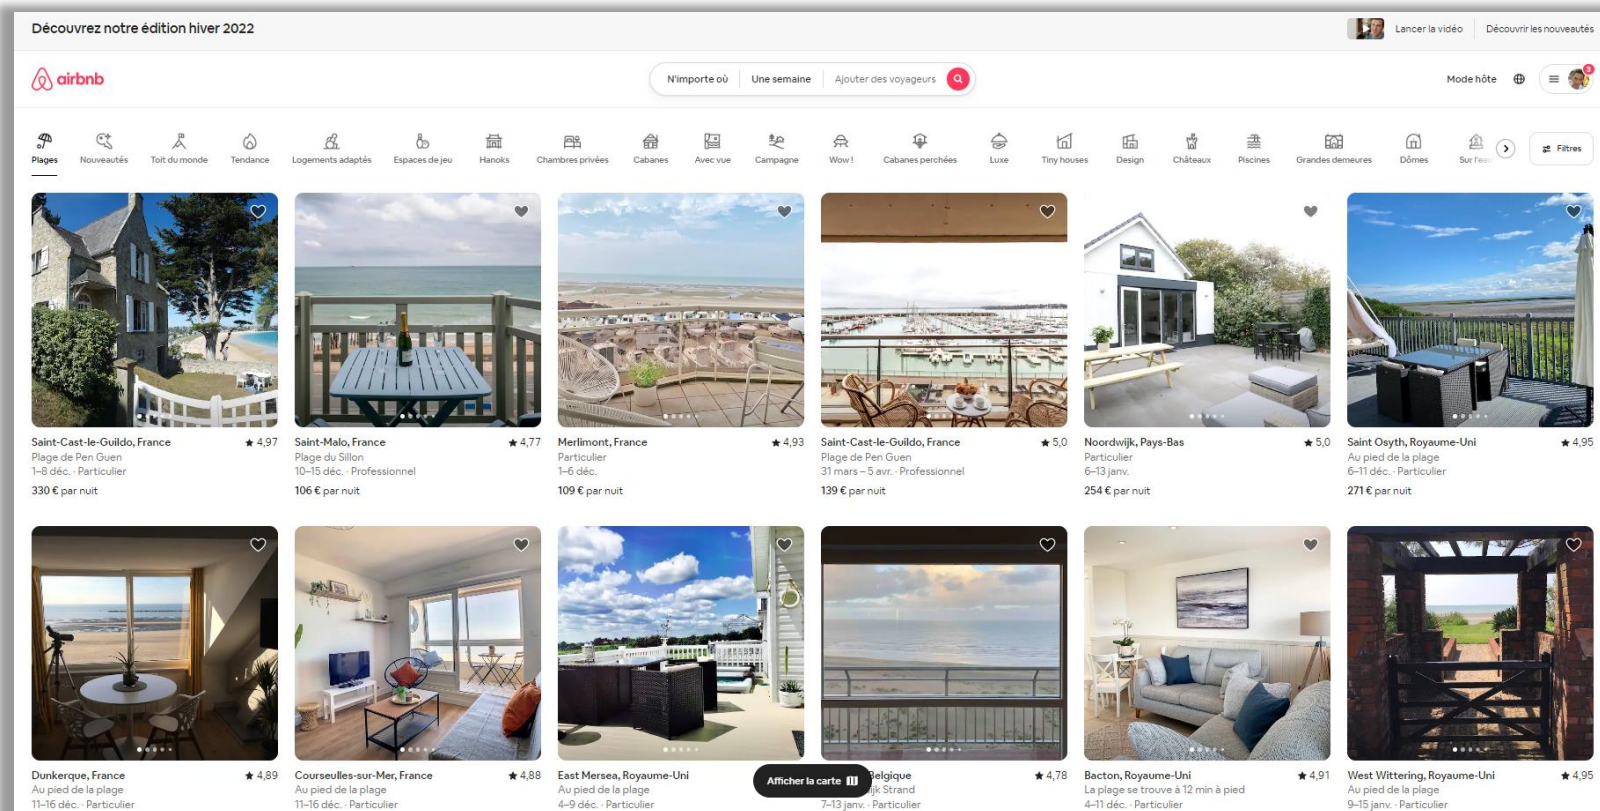 Découvrez notre édition hiver 2022
Lancer la vidéo
Découvrir les nouveautés
airbnb
N'importe où
Une semaine
Ajouter des voyageurs
Mode hôte
3
Plages
Nouveautés
Toit du monde
Tendance
Logements adaptés
Espaces de jeu
Hanoks
Chambres privées
Cabanes
Avec vue
Campagne
Wow !
Cabanes perchées
Luxe
Tiny houses
Design
Châteaux
Piscines
Grandes demeures
Dômes
Sur l'eau
Filtres
Saint-Cast-le-Guildo, France ★ 4,97
Plage de Pen Guen
1–8 déc. · Particulier
330 € par nuit
Saint-Malo, France ★ 4,77
Plage du Sillon
10–15 déc. · Professionnel
106 € par nuit
Merlimont, France ★ 4,93
Particulier
1–6 déc.
109 € par nuit
Saint-Cast-le-Guildo, France ★ 5,0
Plage de Pen Guen
31 mars – 5 avr. · Professionnel
139 € par nuit
Noordwijk, Pays-Bas ★ 5,0
Particulier
6–13 janv.
254 € par nuit
Saint Osyth, Royaume-Uni ★ 4,95
Au pied de la plage
6–11 déc. · Particulier
271 € par nuit
Dunkerque, France ★ 4,89
Au pied de la plage
11–16 déc. · Particulier
Courseulles-sur-Mer, France ★ 4,88
Au pied de la plage
11–16 déc. · Particulier
East Mersea, Royaume-Uni
Au pied de la plage
4–9 déc. · Particulier
Afficher la carte
Belgique ★ 4,78
Strand
7–13 janv. · Particulier
Bacton, Royaume-Uni ★ 4,91
La plage se trouve à 12 min à pied
4–11 déc. · Particulier
West Wittering, Royaume-Uni ★ 4,95
Au pied de la plage
9–15 janv. · Particulier